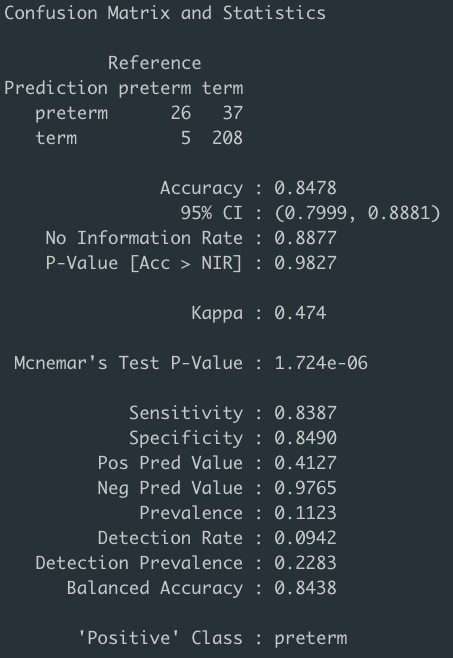 Confusion Matrix and Statistics
Reference
Prediction preterm term
preterm 26 37
term 5 208
Accuracy : 0.8478
95% CI : (0.7999, 0.8881)
No Information Rate : 0.8877
P-Value [Acc > NIR] : 0.9827
Kappa : 0.474
Mcnemar's Test P-Value : 1.724e-06
Sensitivity : 0.8387
Specificity : 0.8490
Pos Pred Value : 0.4127
Neg Pred Value : 0.9765
Prevalence : 0.1123
Detection Rate : 0.0942
Detection Prevalence : 0.2283
Balanced Accuracy : 0.8438
'Positive' Class : preterm